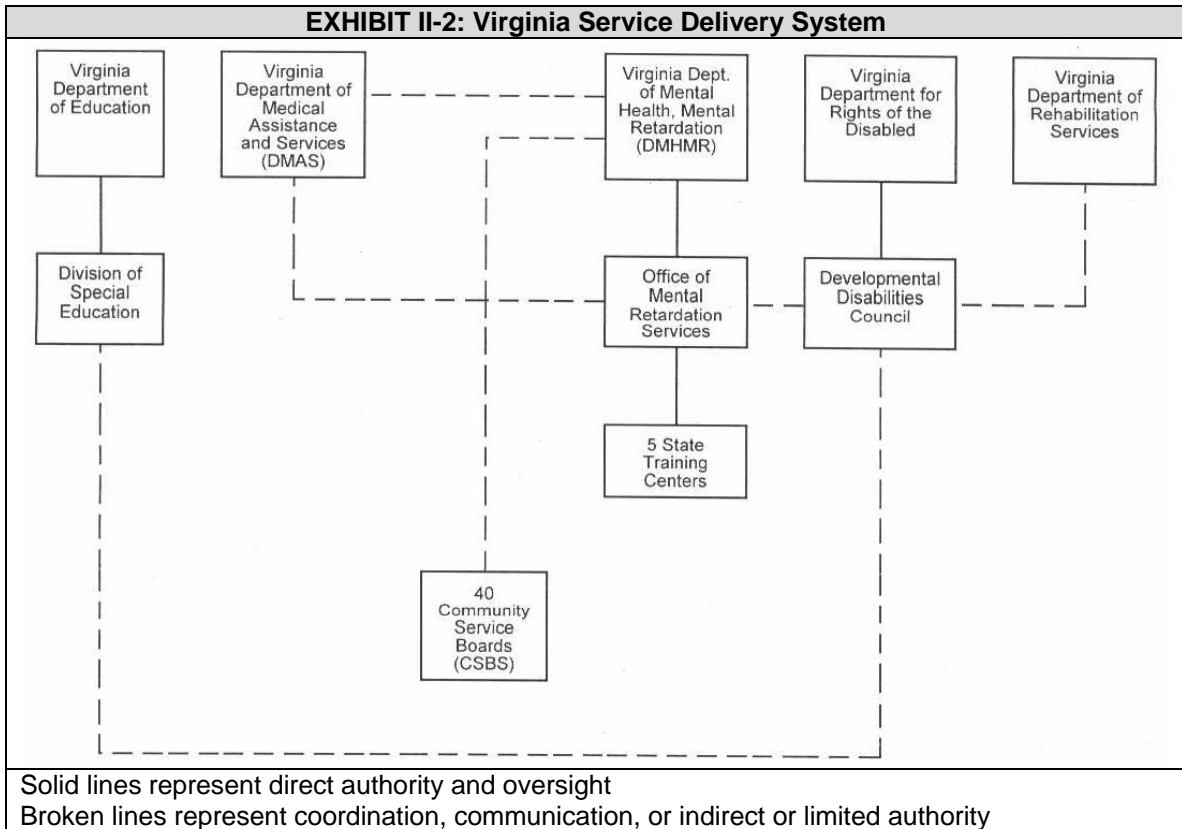 EXHIBIT II-2: Virginia Service Delivery System
Virginia
Department
of Education
Virginia
Department of
Medical
Assistance
and Services
(DMAS)
Virginia Dept.
of Mental
Health, Mental
Retardation
(DMHMR)
Virginia
Department for
Rights of the
Disabled
Virginia
Department of
Rehabilitation
Services
Division of
Special
Education
Office of
Mental
Retardation
Services
Developmental
Disabilities
Council
5 State
Training
Centers
40
Community
Service
Boards
(CSBS)
Solid lines represent direct authority and oversight
Broken lines represent coordination, communication, or indirect or limited authority